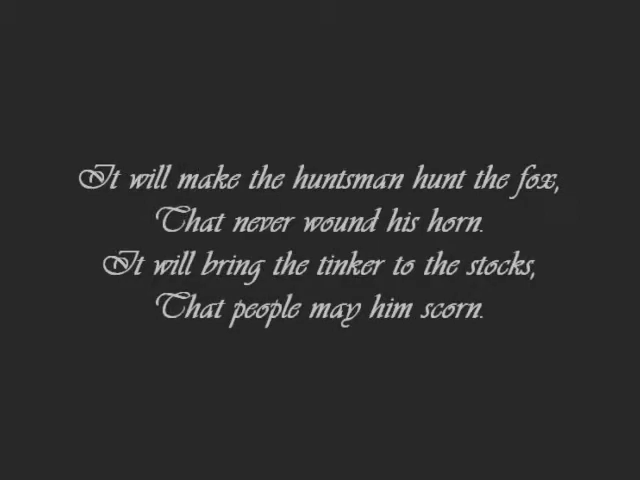 It will make the huntsman hunt the fox,
That never wound his horn.
It will bring the tinker to the stocks,
That people may him scorn.